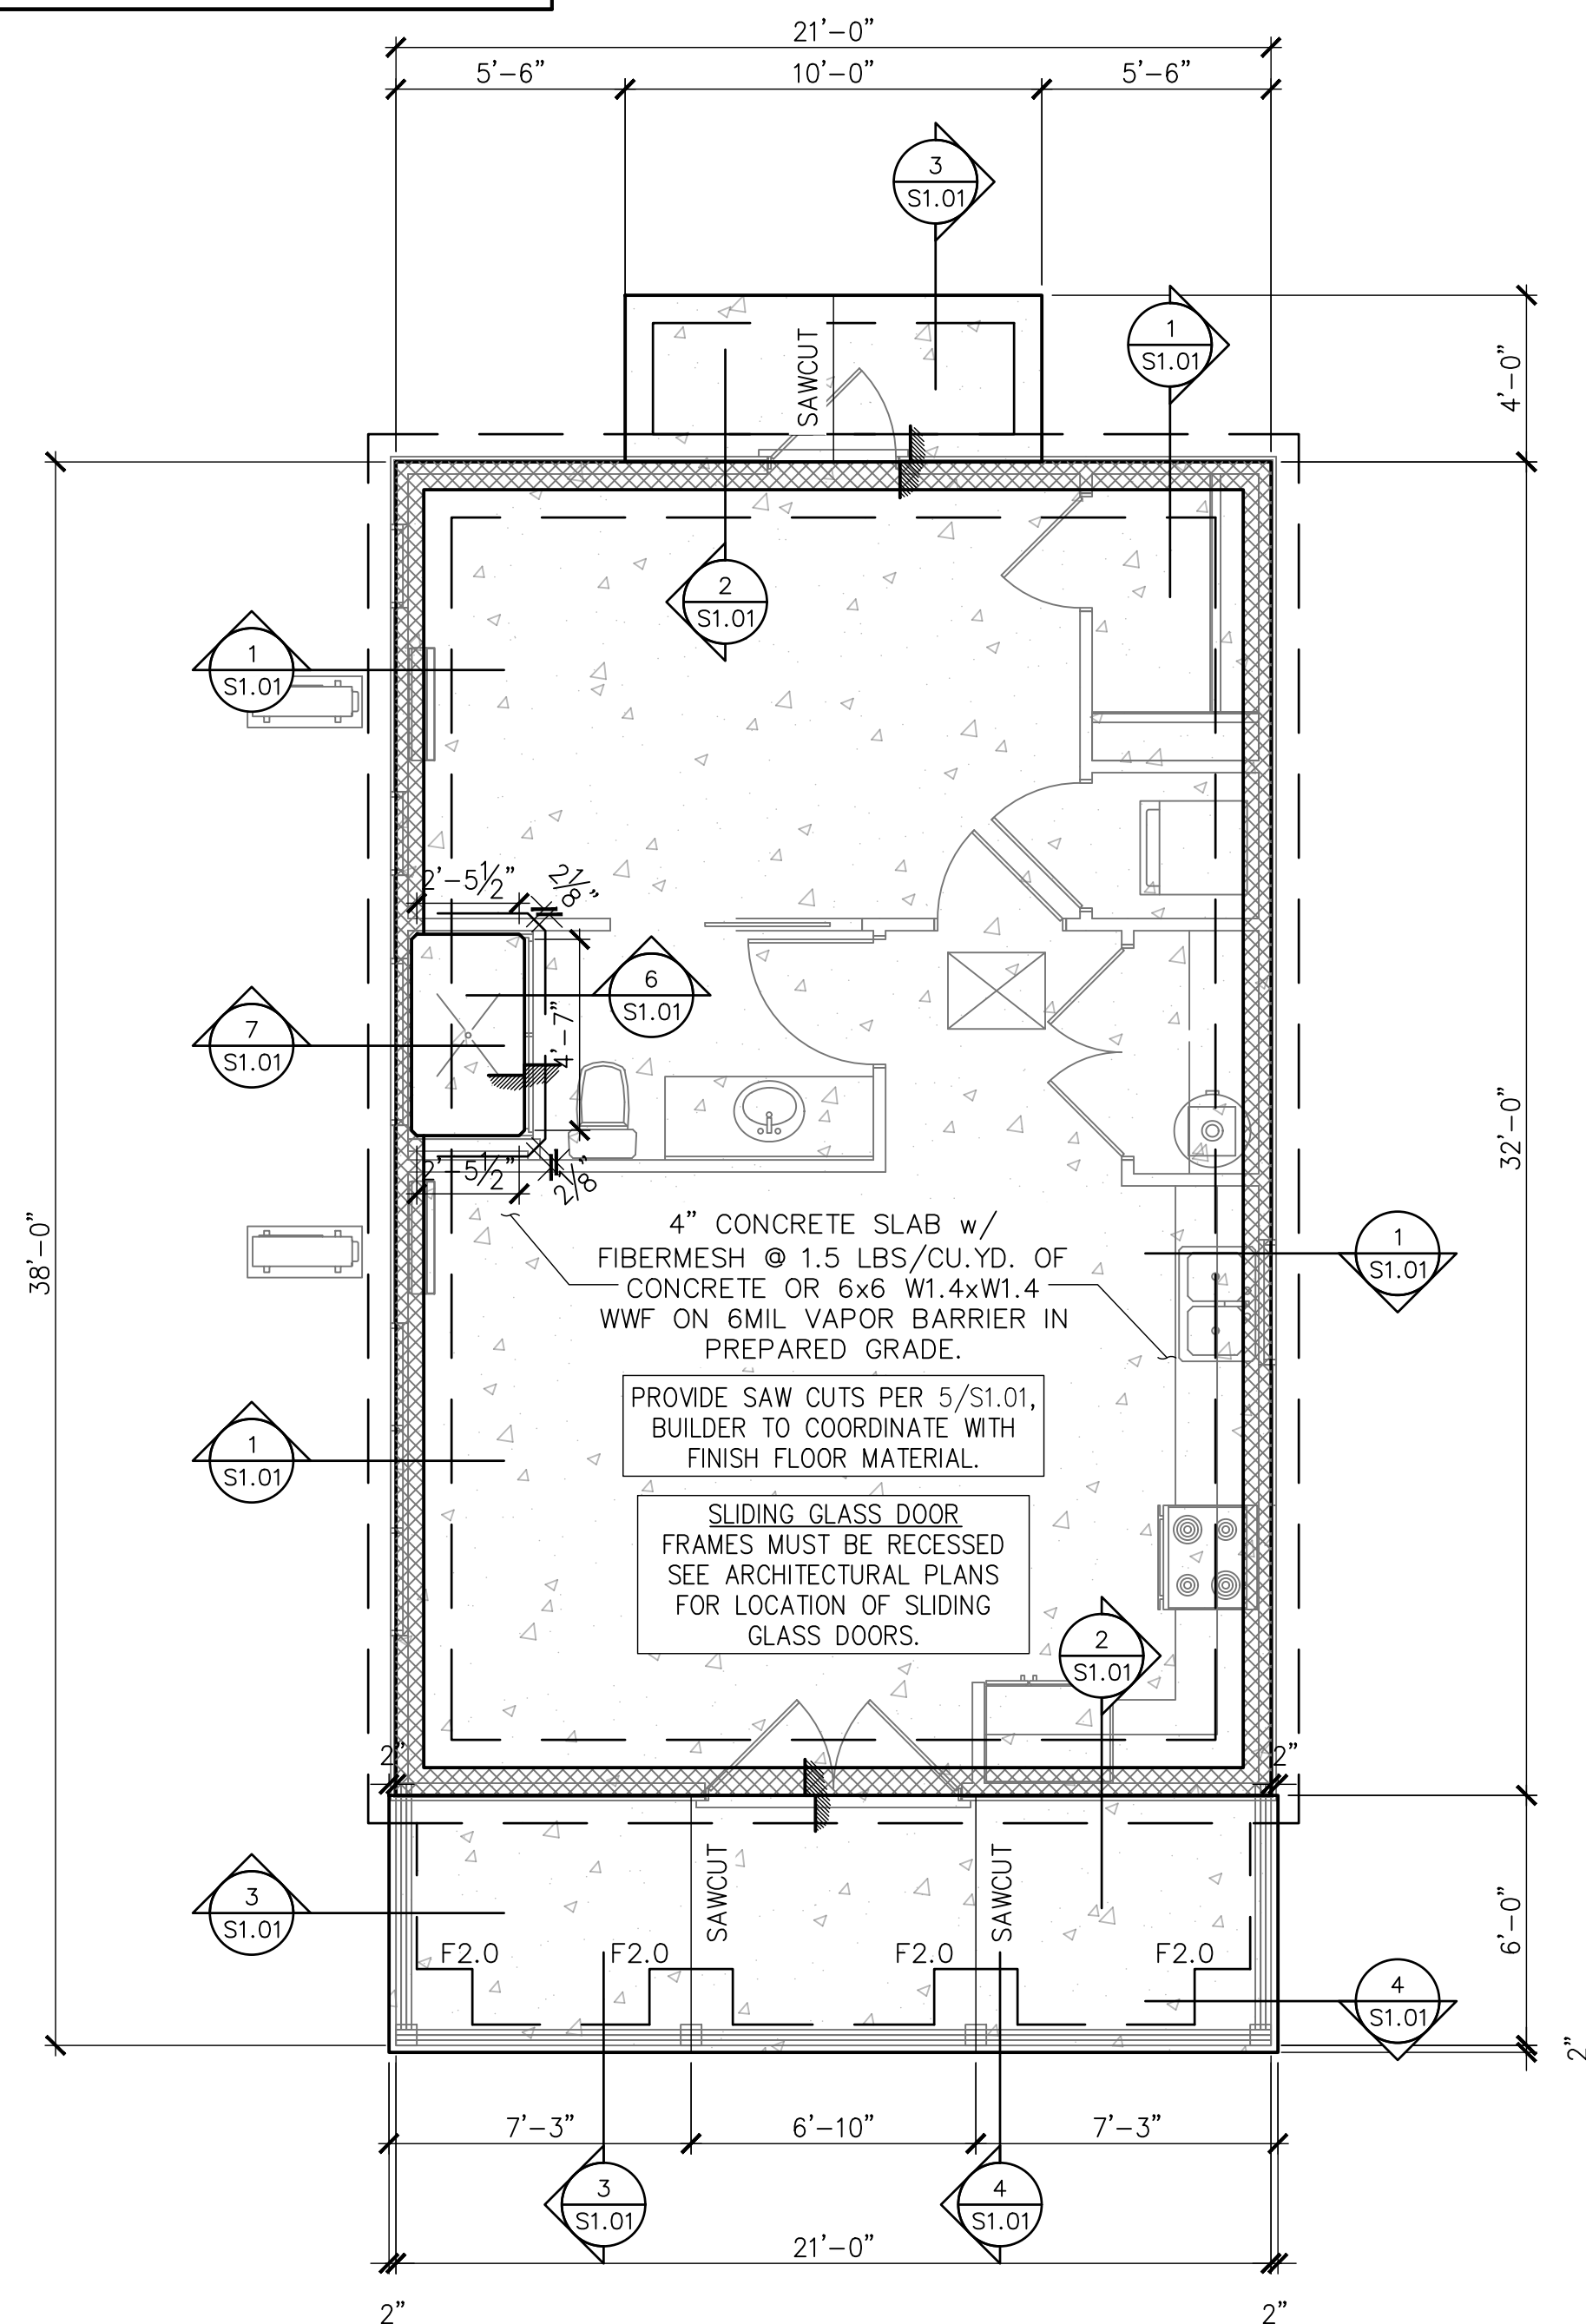 21'-0"
5'-6" 10'-0" 5'-6"
3
S1.01
1
S1.01
4'-0"
SAWCUT
2
S1.01
1
S1.01
2'-5½" 2⅛"
6
S1.01
7
S1.01
4'-7"
2'-5½" 2⅛"
32'-0"
38'-0"
4" CONCRETE SLAB w/
FIBERMESH @ 1.5 LBS/CU.YD. OF
CONCRETE OR 6x6 W1.4xW1.4
WWF ON 6MIL VAPOR BARRIER IN
PREPARED GRADE.
1
S1.01
PROVIDE SAW CUTS PER 5/S1.01,
BUILDER TO COORDINATE WITH
FINISH FLOOR MATERIAL.
1
S1.01
SLIDING GLASS DOOR
FRAMES MUST BE RECESSED
SEE ARCHITECTURAL PLANS
FOR LOCATION OF SLIDING
GLASS DOORS.
2
S1.01
2" 2"
SAWCUT SAWCUT
3
S1.01
6'-0"
F2.0 F2.0 F2.0 F2.0
4
S1.01
2"
7'-3" 6'-10" 7'-3"
3
S1.01
4
S1.01
21'-0"
2" 2"